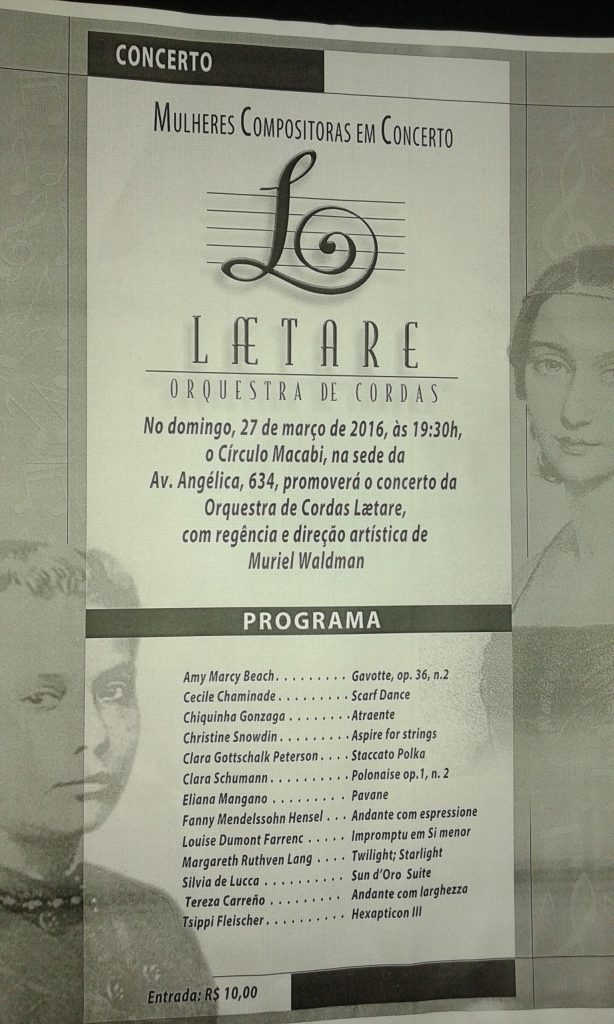 CONCERTO
MULHERES COMPOSITORAS EM CONCERTO
LÆTARE
ORQUESTRA DE CORDAS
No domingo, 27 de março de 2016, às 19:30h,
o Círculo Macabi, na sede da
Av. Angélica, 634, promoverá o concerto da
Orquestra de Cordas Lætare,
com regência e direção artística de
Muriel Waldman
PROGRAMA
Amy Marcy Beach . . . . . . . . . Gavotte, op. 36, n.2
Cecile Chaminade . . . . . . . . . Scarf Dance
Chiquinha Gonzaga . . . . . . . . Atraente
Christine Snowdin . . . . . . . . . Aspire for strings
Clara Gottschalk Peterson . . . . Staccato Polka
Clara Schumann . . . . . . . . . . Polonaise op.1, n. 2
Eliana Mangano . . . . . . . . . . Pavane
Fanny Mendelssohn Hensel . . . Andante com espressione
Louise Dumont Farrenc . . . . . Impromptu em Si menor
Margareth Ruthven Lang . . . . Twilight; Starlight
Silvia de Lucca . . . . . . . . . . Sun d'Oro Suite
Tereza Carreño . . . . . . . . . Andante com larghezza
Tsippi Fleischer . . . . . . . . . . Hexapticon III
Entrada: R$ 10,00